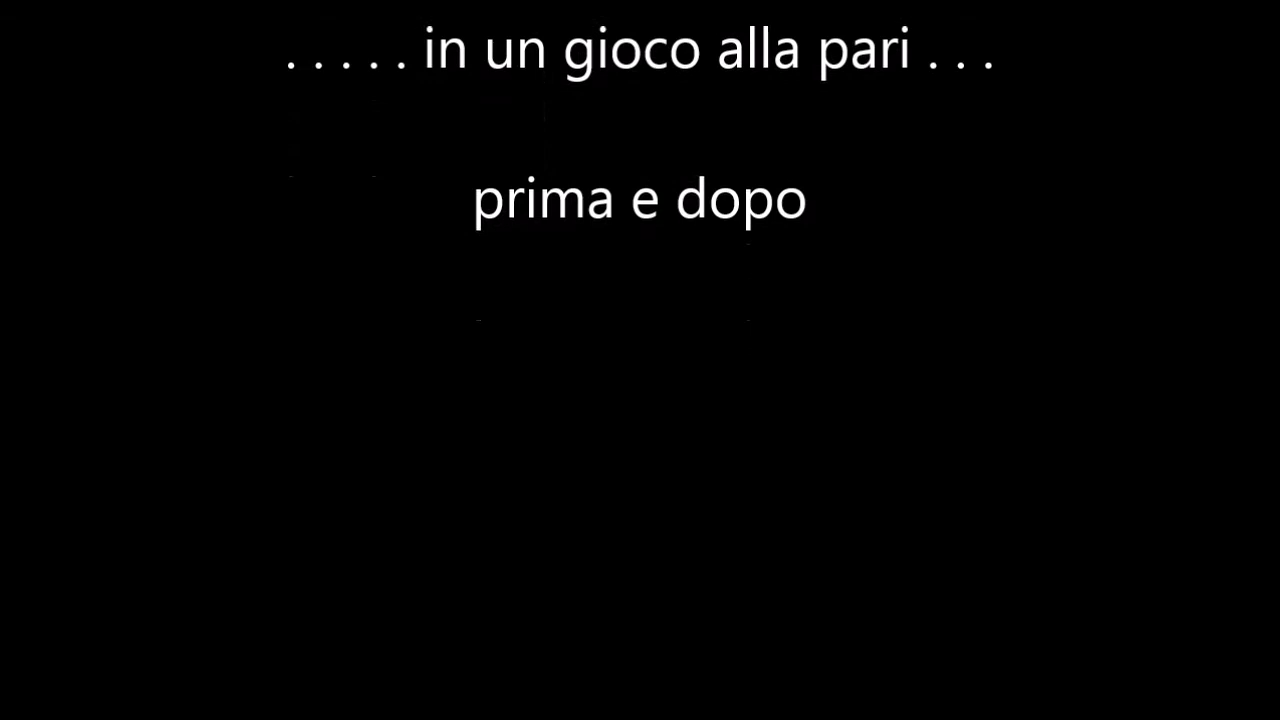 . . . . . in un gioco alla pari . . .
prima e dopo